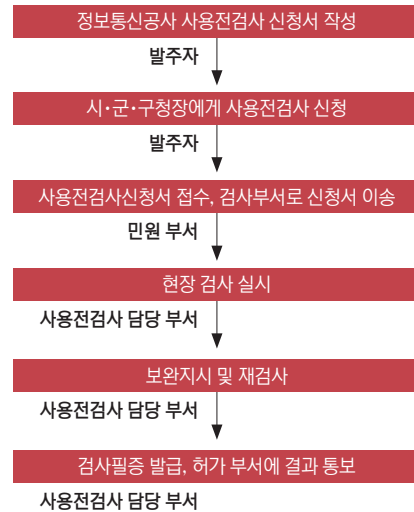 정보통신공사 사용전검사 신청서 작성
발주자
시·군·구청장에게 사용전검사 신청
발주자
사용전검사신청서 접수, 검사부서로 신청서 이송
민원 부서
현장 검사 실시
사용전검사 담당 부서
보완지시 및 재검사
사용전검사 담당 부서
검사필증 발급, 허가 부서에 결과 통보
사용전검사 담당 부서